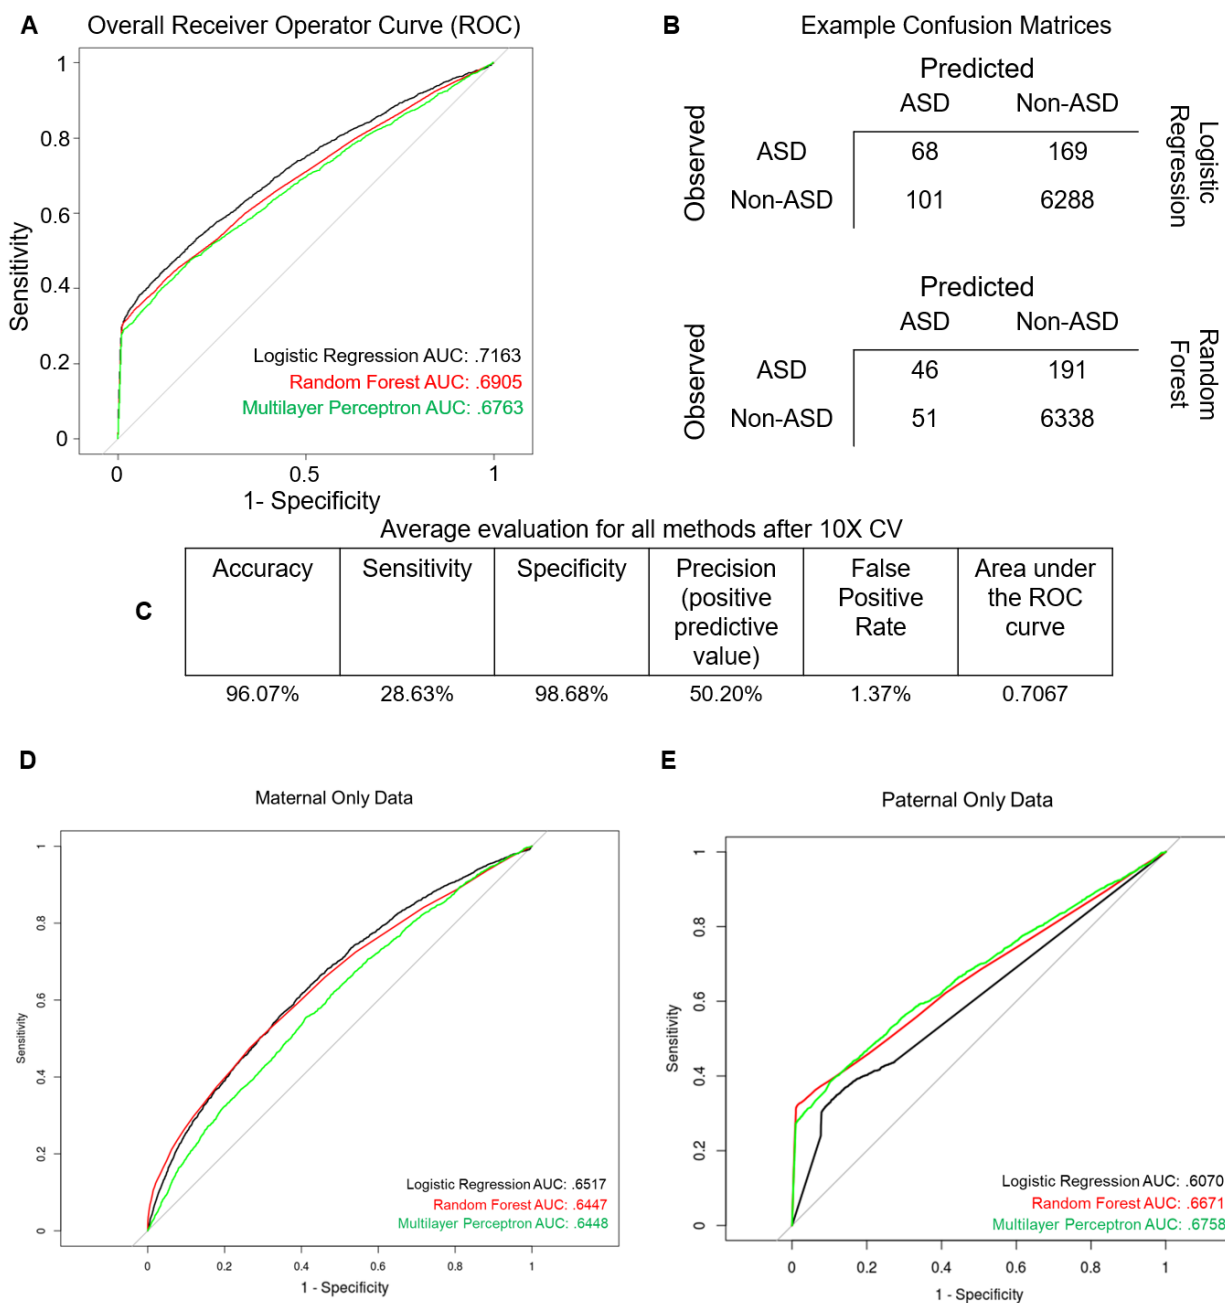 A
Overall Receiver Operator Curve (ROC)
1
0.8
0.6
0.4
0.2
0
Sensitivity
Logistic Regression AUC: .7163
Random Forest AUC: .6905
Multilayer Perceptron AUC: .6763
0 0.5 1
1- Specificity
B
Example Confusion Matrices
Predicted
ASD Non-ASD
Observed
ASD 68 169
Non-ASD 101 6288
Logistic
Regression
Predicted
ASD Non-ASD
Observed
ASD 46 191
Non-ASD 51 6338
Random
Forest
Average evaluation for all methods after 10X CV
C
Accuracy
Sensitivity
Specificity
Precision
(positive
predictive
value)
False
Positive
Rate
Area under
the ROC
curve
96.07% 28.63% 98.68% 50.20% 1.37% 0.7067
D
Maternal Only Data
1
0.8
0.6
0.4
0.2
0
Sensitivity
Logistic Regression AUC: .6517
Random Forest AUC: .6447
Multilayer Perceptron AUC: .6448
0 0.2 0.4 0.6 0.8 1
1 - Specificity
E
Paternal Only Data
1
0.8
0.6
0.4
0.2
0
Sensitivity
Logistic Regression AUC: .6070
Random Forest AUC: .6671
Multilayer Perceptron AUC: .6758
0 0.2 0.4 0.6 0.8 1
1 - Specificity